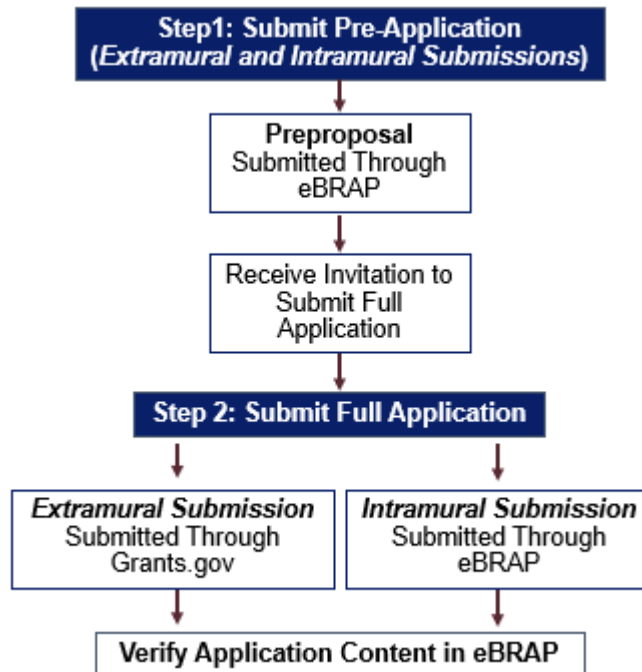 Step1: Submit Pre-Application
(Extramural and Intramural Submissions)
Preproposal
Submitted Through
eBRAP
Receive Invitation to
Submit Full
Application
Step 2: Submit Full Application
Extramural Submission
Submitted Through
Grants.gov
Intramural Submission
Submitted Through
eBRAP
Verify Application Content in eBRAP